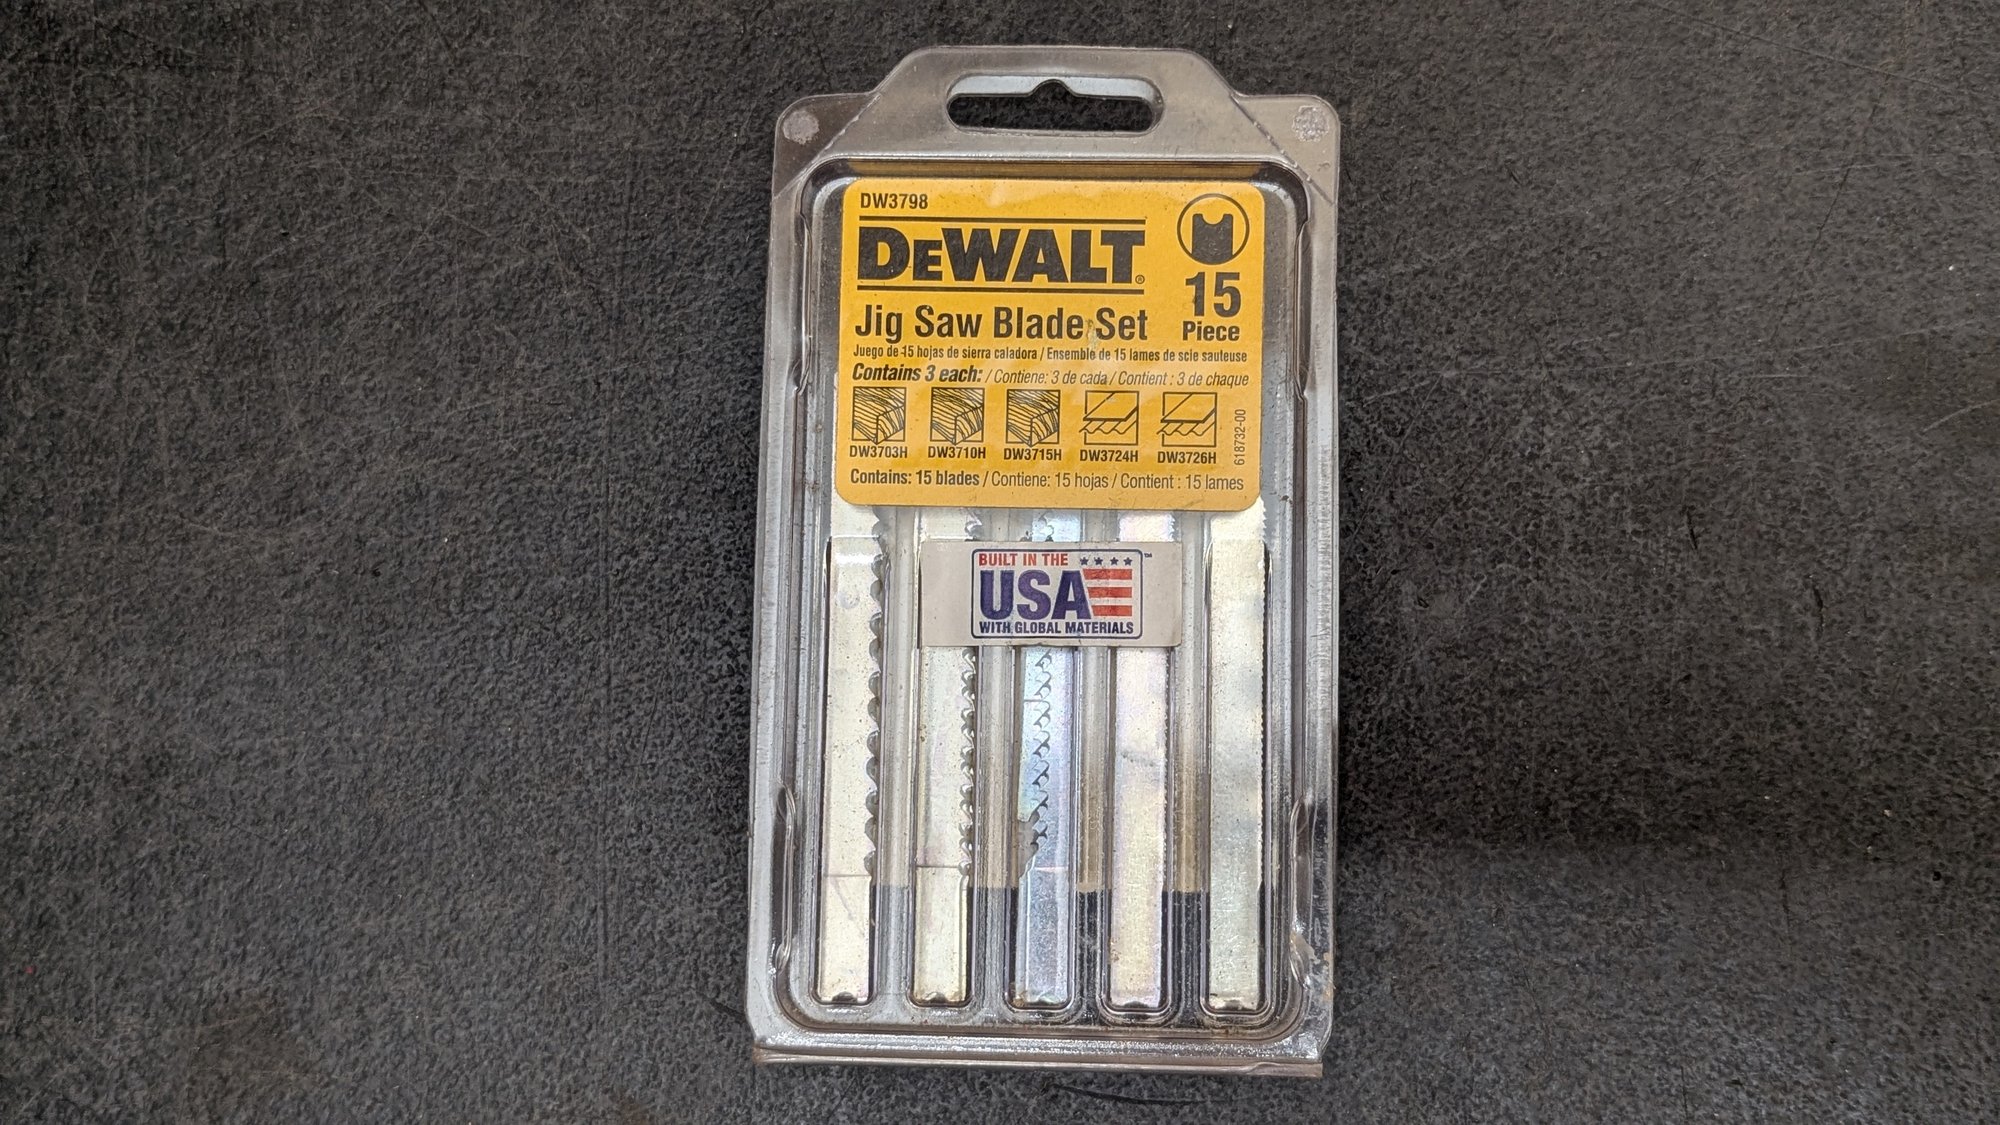 DW3798
DEWALT®
15
Piece
Jig Saw Blade Set
Juego de 15 hojas de sierra caladora / Ensemble de 15 lames de scie sauteuse
Contains 3 each: / Contiene: 3 de cada / Contient : 3 de chaque
DW3703H DW3710H DW3715H DW3724H DW3726H
618732-00
Contains: 15 blades / Contiene: 15 hojas / Contient : 15 lames
BUILT IN THE
USA™
WITH GLOBAL MATERIALS